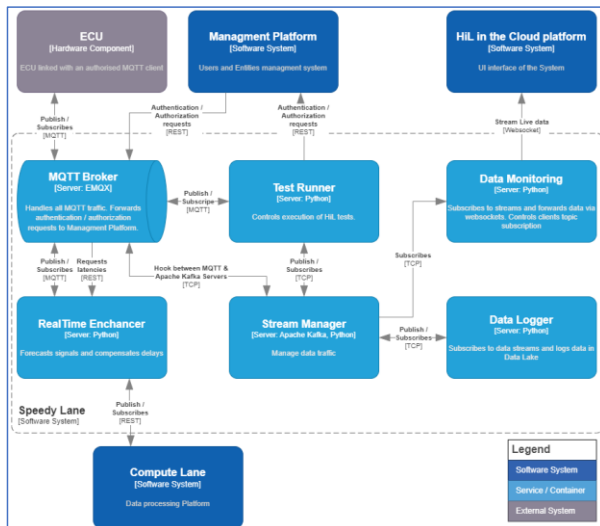 ECU
[Hardware Component]
ECU linked with an authorised MQTT client
Managment Platform
[Software System]
Users and Entities managment system
HiL in the Cloud platform
[Software System]
UI interface of the System
Publish /
Subscribes
[MQTT]
Authentication /
Authorization
requests
[REST]
Authentication /
Authorization
requests
[REST]
Stream Live data
[Websocket]
MQTT Broker
[Server: EMQX]
Handles all MQTT traffic. Forwards
authentication / authorization
requests to Managment Platform.
Publish /
Subscripe
[MQTT]
Test Runner
[Server: Python]
Controls execution of HiL tests.
Data Monitoring
[Server: Python]
Subscribes to streams and forwards data via
websockets. Controls clients topic
subscription
Publish /
Subscribes
[MQTT]
Requests
latencies
[REST]
Hook between MQTT &
Apache Kafka Servers
[TCP]
Publish /
Subscribes
[TCP]
Subscribes
[TCP]
RealTime Enchancer
[Server: Python]
Forecasts signals and compensates delays
Stream Manager
[Server: Apache Kafka, Python]
Manage data traffic
Publish /
Subscribes
[TCP]
Data Logger
[Server: Python]
Subscribes to data streams and logs data in
Data Lake
Speedy Lane
[Software System]
Publish /
Subscribes
[REST]
Compute Lane
[Software System]
Data processing Platform
Legend
Software System
Service / Container
External System